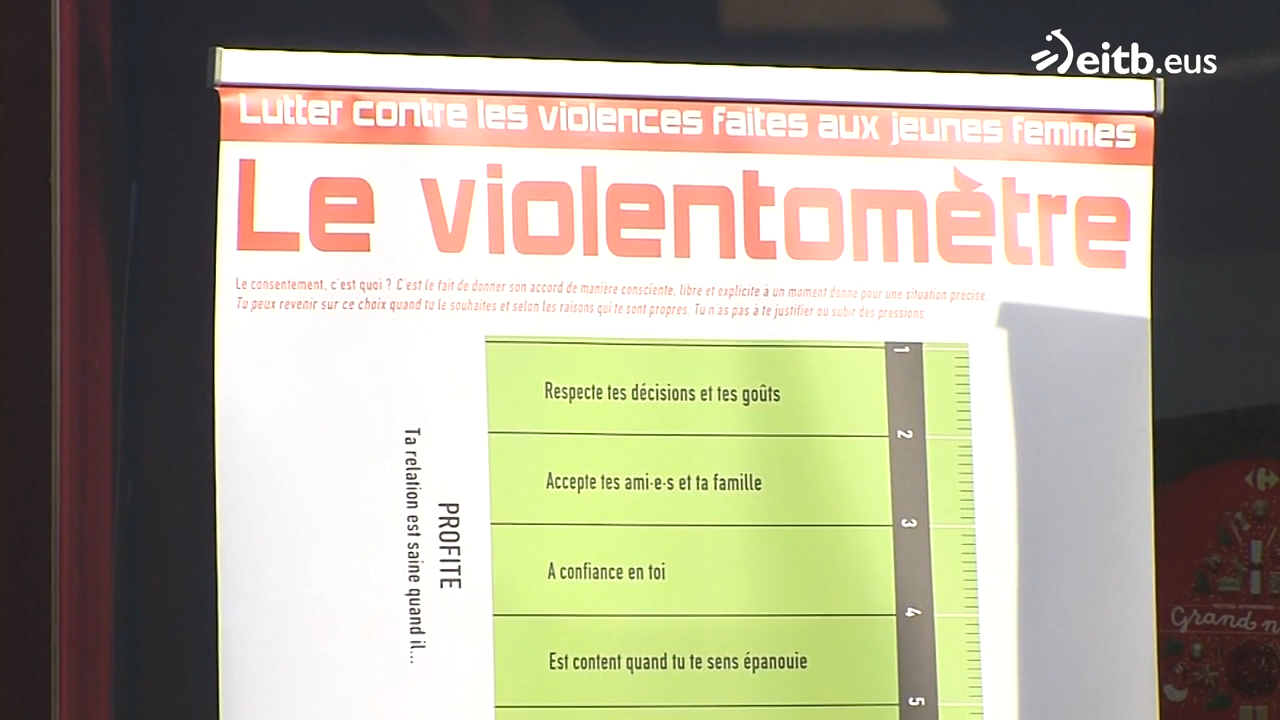 eitb.eus
Lutter contre les violences faites aux jeunes femmes
Le violentomètre
Le consentement, c'est quoi ? C'est le fait de donner son accord de manière consciente, libre et explicite à un moment donné pour une situation précise.
Tu peux revenir sur ce choix quand tu le souhaites et selon les raisons qui te sont propres. Tu n'as pas à te justifier ou subir des pressions.
PROFITE
Ta relation est saine quand il...
1
Respecte tes décisions et tes goûts
2
Accepte tes ami·e·s et ta famille
3
A confiance en toi
4
Est content quand tu te sens épanouie
5
Grand